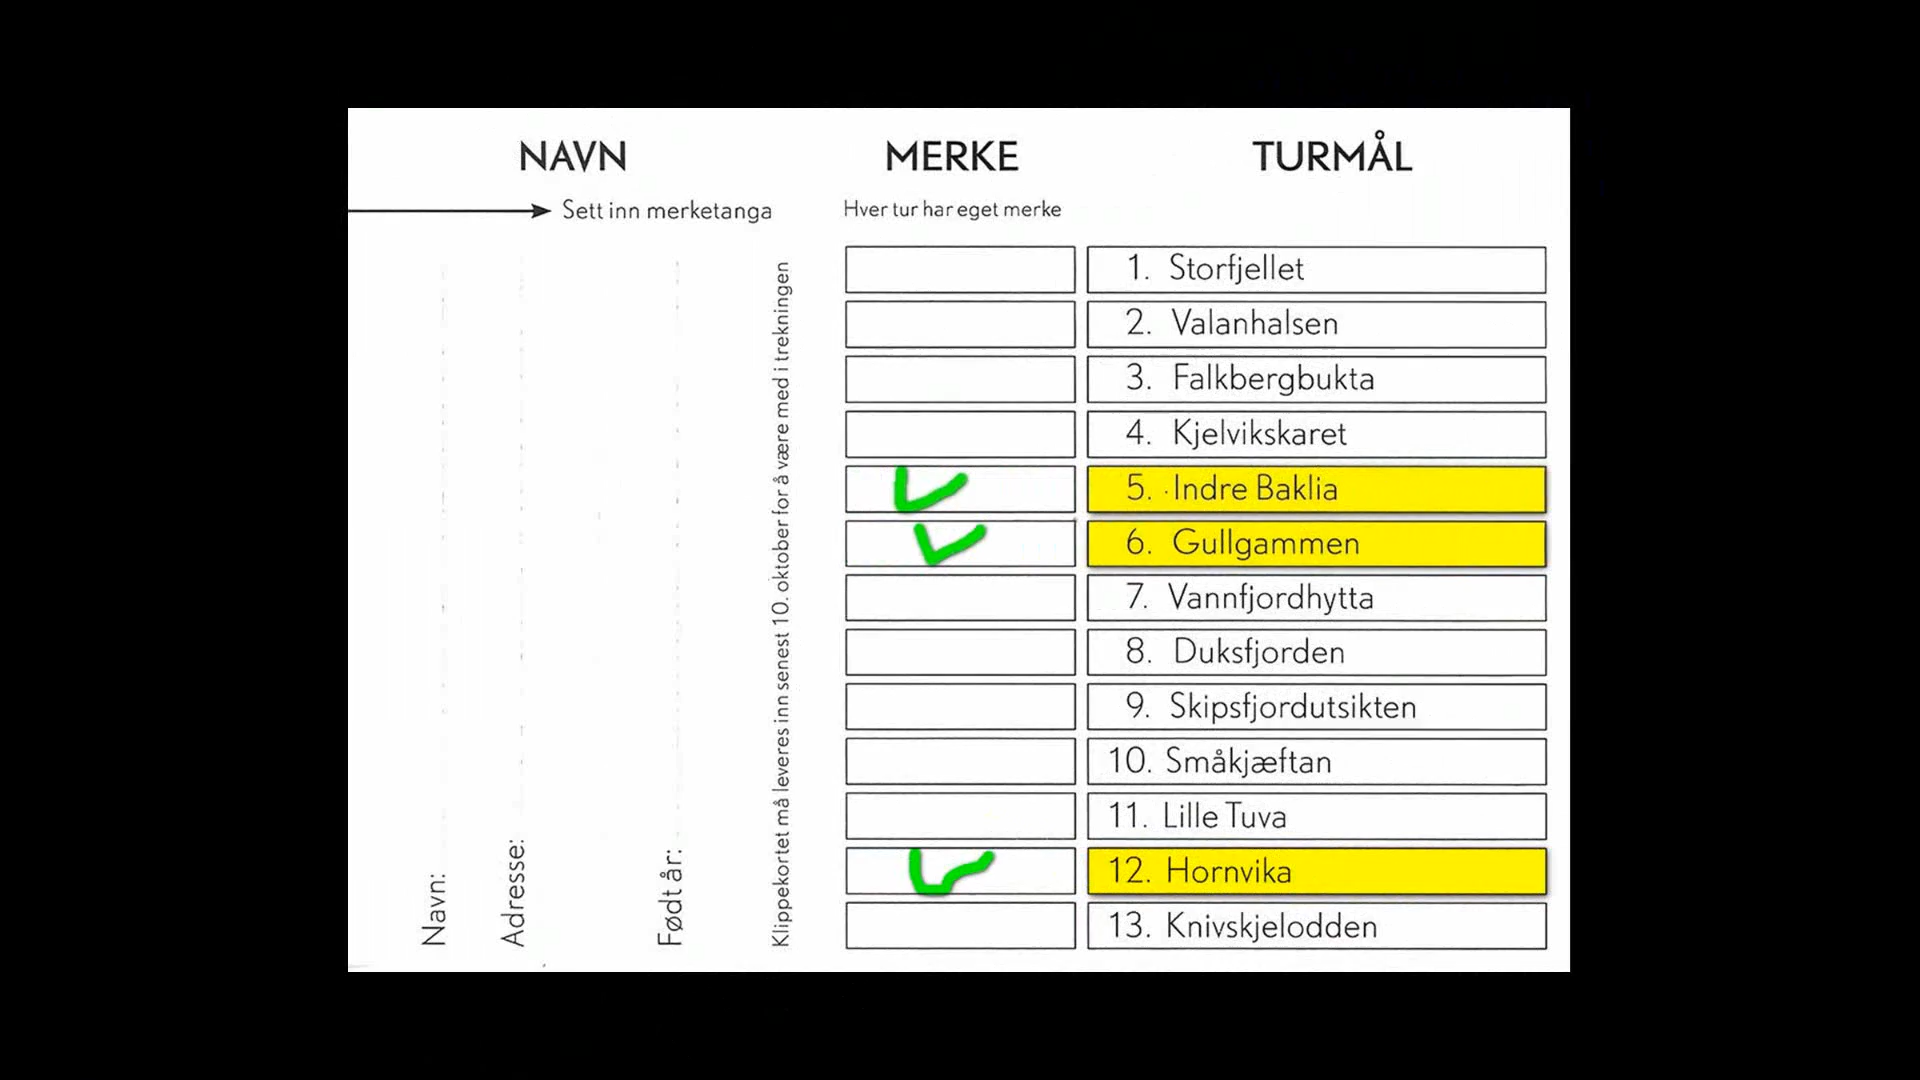 NAVN
MERKE
TURMÅL
Sett inn merketanga
Hver tur har eget merke
Navn:
Adresse:
Født år:
Klippekortet må leveres inn senest 10. oktober for å være med i trekningen
1. Storfjellet
2. Valanhalsen
3. Falkbergbukta
4. Kjelvikskaret
5. Indre Baklia
6. Gullgammen
7. Vannfjordhytta
8. Duksfjorden
9. Skipsfjordutsikten
10. Småkjæftan
11. Lille Tuva
12. Hornvika
13. Knivskjelodden